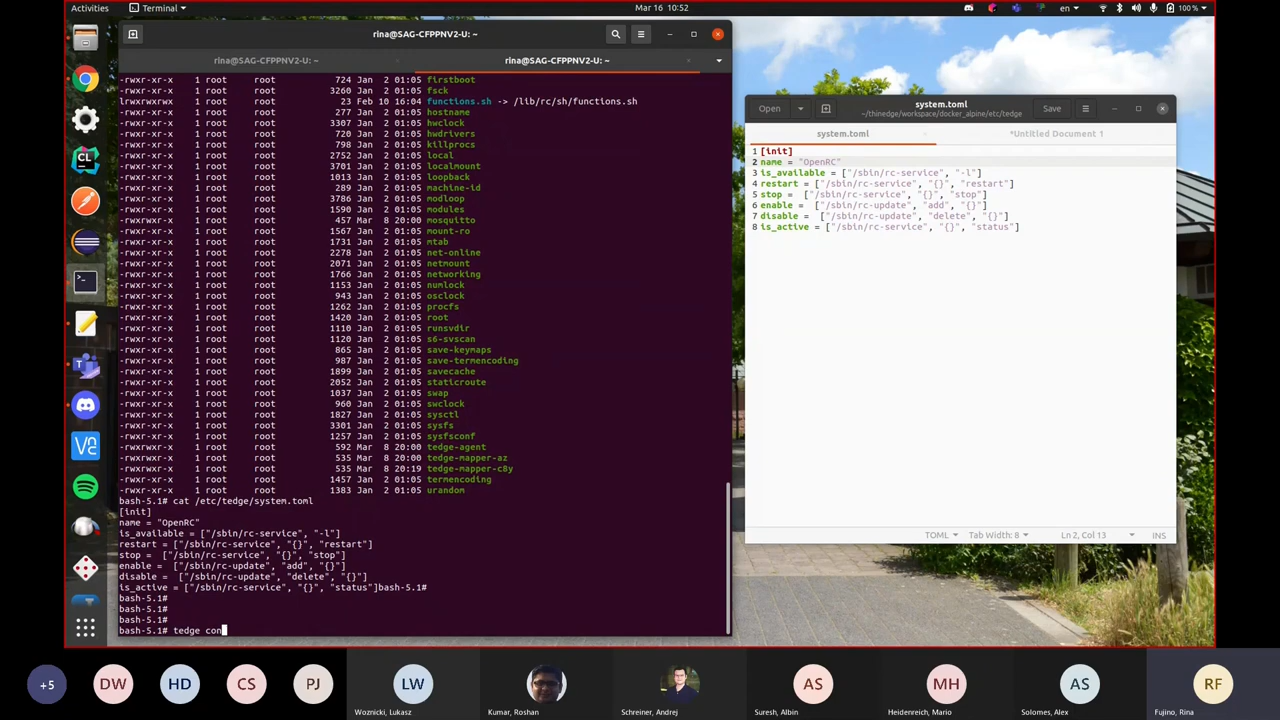 Activities
Terminal
Mar 16 10:52
en
100 %
rina@SAG-CFPPNV2-U: ~
rina@SAG-CFPPNV2-U: ~
rina@SAG-CFPPNV2-U: ~
-rwxr-xr-x 1 root root 724 Jan 2 01:05 firstboot
-rwxr-xr-x 1 root root 3260 Jan 2 01:05 fsck
lrwxrwxrwx 1 root root 23 Feb 10 16:04 functions.sh -> /lib/rc/sh/functions.sh
-rwxr-xr-x 1 root root 277 Jan 2 01:05 hostname
-rwxr-xr-x 1 root root 3307 Jan 2 01:05 hwclock
-rwxr-xr-x 1 root root 720 Jan 2 01:05 hwdrivers
-rwxr-xr-x 1 root root 798 Jan 2 01:05 killprocs
-rwxr-xr-x 1 root root 2752 Jan 2 01:05 local
-rwxr-xr-x 1 root root 3701 Jan 2 01:05 localmount
-rwxr-xr-x 1 root root 1017 Jan 2 01:05 loopback
-rwxr-xr-x 1 root root 289 Jan 2 01:05 machine-id
-rwxr-xr-x 1 root root 3786 Jan 2 01:05 modloop
-rwxr-xr-x 1 root root 1590 Jan 2 01:05 modules
-rwxrwxr-x 1 root root 457 Mar 8 20:00 mosquitto
-rwxr-xr-x 1 root root 1567 Jan 2 01:05 mount-ro
-rwxr-xr-x 1 root root 1731 Jan 2 01:05 mtab
-rwxr-xr-x 1 root root 2278 Jan 2 01:05 net-online
-rwxr-xr-x 1 root root 2071 Jan 2 01:05 netmount
-rwxr-xr-x 1 root root 1766 Jan 2 01:05 networking
-rwxr-xr-x 1 root root 1153 Jan 2 01:05 numlock
-rwxr-xr-x 1 root root 943 Jan 2 01:05 osclock
-rwxr-xr-x 1 root root 1262 Jan 2 01:05 procfs
-rwxr-xr-x 1 root root 1420 Jan 2 01:05 root
-rwxr-xr-x 1 root root 1110 Jan 2 01:05 runsvdir
-rwxr-xr-x 1 root root 1120 Jan 2 01:05 s6-svscan
-rwxr-xr-x 1 root root 865 Jan 2 01:05 save-keymaps
-rwxr-xr-x 1 root root 987 Jan 2 01:05 save-termencoding
-rwxr-xr-x 1 root root 1899 Jan 2 01:05 savecache
-rwxr-xr-x 1 root root 2052 Jan 2 01:05 staticroute
-rwxr-xr-x 1 root root 1037 Jan 2 01:05 swap
-rwxr-xr-x 1 root root 960 Jan 2 01:05 swclock
-rwxr-xr-x 1 root root 1827 Jan 2 01:05 sysctl
-rwxr-xr-x 1 root root 3301 Jan 2 01:05 sysfs
-rwxr-xr-x 1 root root 1257 Jan 2 01:05 sysfsconf
-rwxrwxr-x 1 root root 592 Mar 8 20:00 tedge-agent
-rwxrwxr-x 1 root root 535 Mar 8 20:00 tedge-mapper-az
-rwxrwxr-x 1 root root 535 Mar 8 20:19 tedge-mapper-c8y
-rwxr-xr-x 1 root root 1457 Jan 2 01:05 termencoding
-rwxr-xr-x 1 root root 1383 Jan 2 01:05 urandom
bash-5.1# cat /etc/tedge/system.toml
[init]
name = "OpenRC"
is_available = ["/sbin/rc-service", "-l"]
restart = ["/sbin/rc-service", "{}", "restart"]
stop =  ["/sbin/rc-service", "{}", "stop"]
enable =  ["/sbin/rc-update", "add", "{}"]
disable =  ["/sbin/rc-update", "delete", "{}"]
is_active = ["/sbin/rc-service", "{}", "status"]bash-5.1#
bash-5.1#
bash-5.1#
bash-5.1#
bash-5.1# tedge con
Open
system.toml
~/thinedge/workspace/docker_alpine/etc/tedge
Save
system.toml
*Untitled Document 1
1 [init]
2 name = "OpenRC"
3 is_available = ["/sbin/rc-service", "-l"]
4 restart = ["/sbin/rc-service", "{}", "restart"]
5 stop =  ["/sbin/rc-service", "{}", "stop"]
6 enable =  ["/sbin/rc-update", "add", "{}"]
7 disable =  ["/sbin/rc-update", "delete", "{}"]
8 is_active = ["/sbin/rc-service", "{}", "status"]
TOML
Tab Width: 8
Ln 2, Col 13
INS
+5
DW
HD
CS
PJ
LW
AS
MH
AS
RF
Woznicki, Lukasz
Kumar, Roshan
Schreiner, Andrej
Suresh, Albin
Heidenreich, Mario
Solomes, Alex
Fujino, Rina